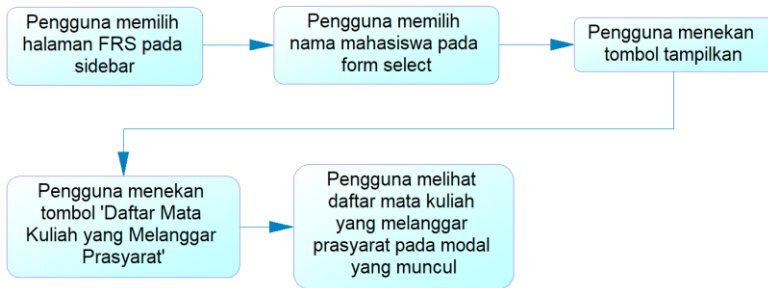 Pengguna memilih
halaman FRS pada
sidebar
Pengguna memilih
nama mahasiswa pada
form select
Pengguna menekan
tombol tampilkan
Pengguna menekan
tombol 'Daftar Mata
Kuliah yang Melanggar
Prasyarat'
Pengguna melihat
daftar mata kuliah
yang melanggar
prasyarat pada modal
yang muncul